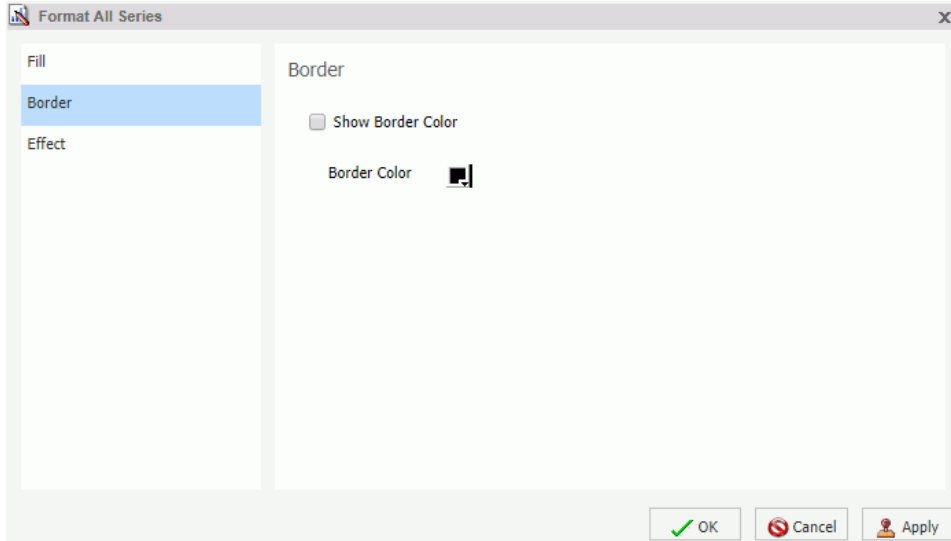 Format All Series
x
Fill
Border
Effect
Border
Show Border Color
Border Color
OK
Cancel
Apply